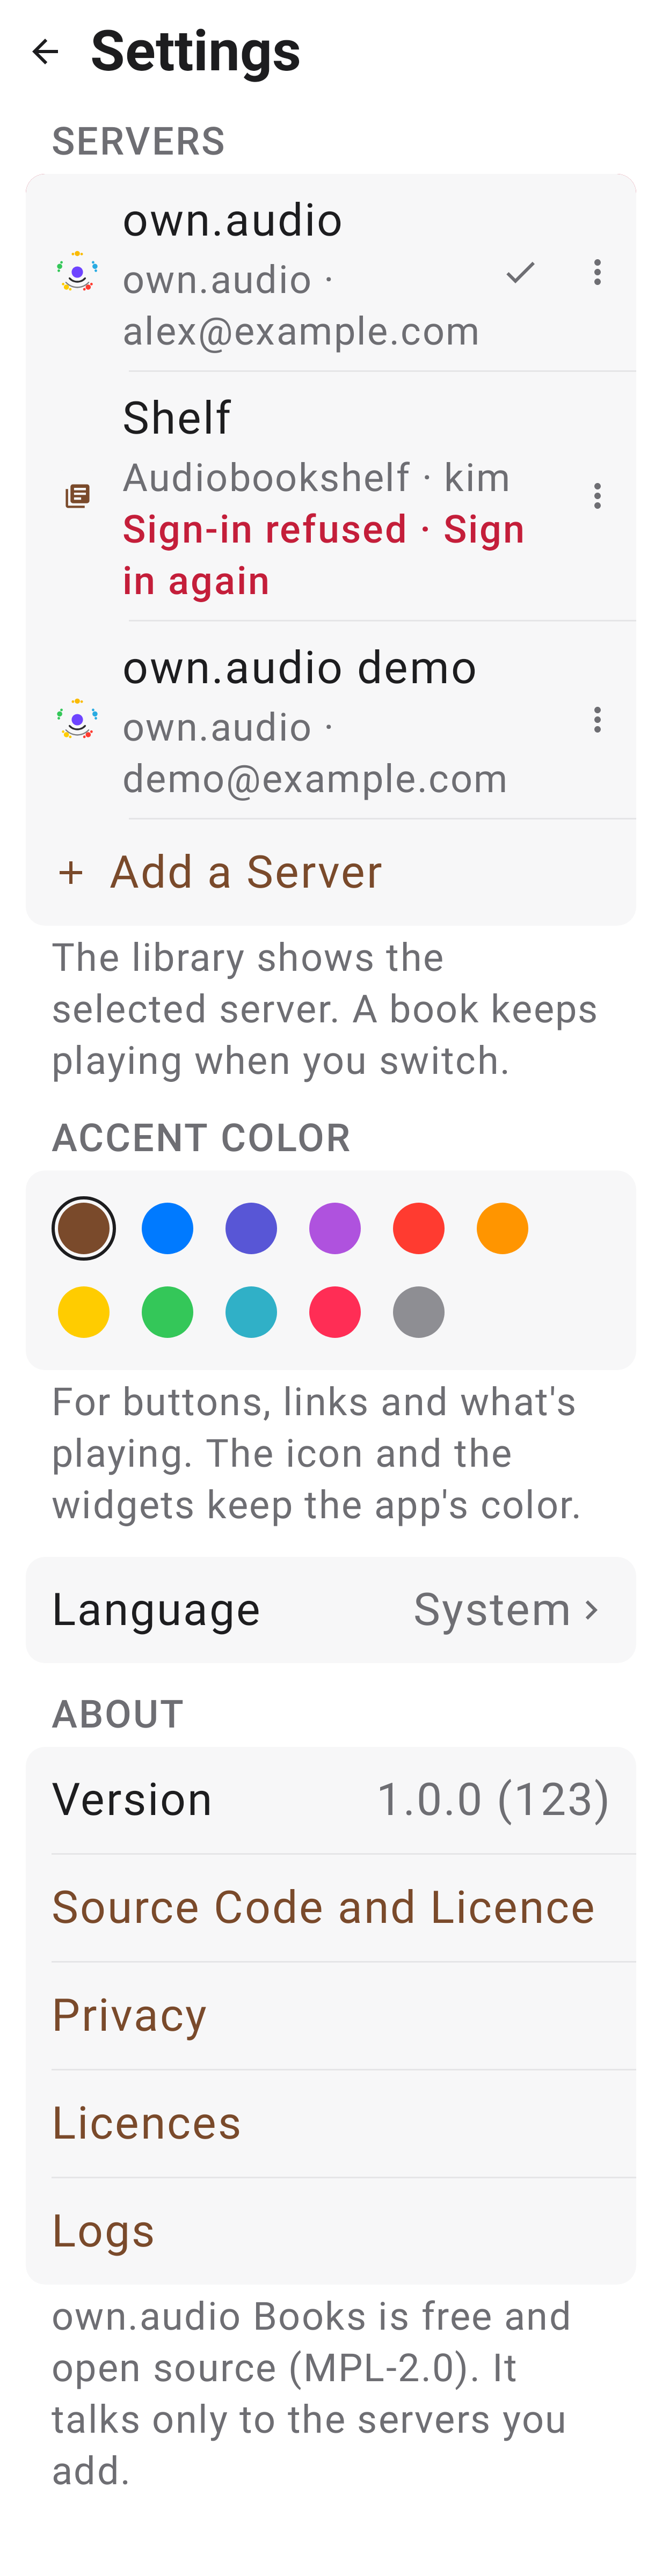 Settings
SERVERS
own.audio
own.audio ·
alex@example.com
Shelf
Audiobookshelf · kim
Sign-in refused · Sign
in again
own.audio demo
own.audio ·
demo@example.com
+ Add a Server
The library shows the
selected server. A book keeps
playing when you switch.
ACCENT COLOR
For buttons, links and what's
playing. The icon and the
widgets keep the app's color.
Language System
ABOUT
Version 1.0.0 (123)
Source Code and Licence
Privacy
Licences
Logs
own.audio Books is free and
open source (MPL-2.0). It
talks only to the servers you
add.